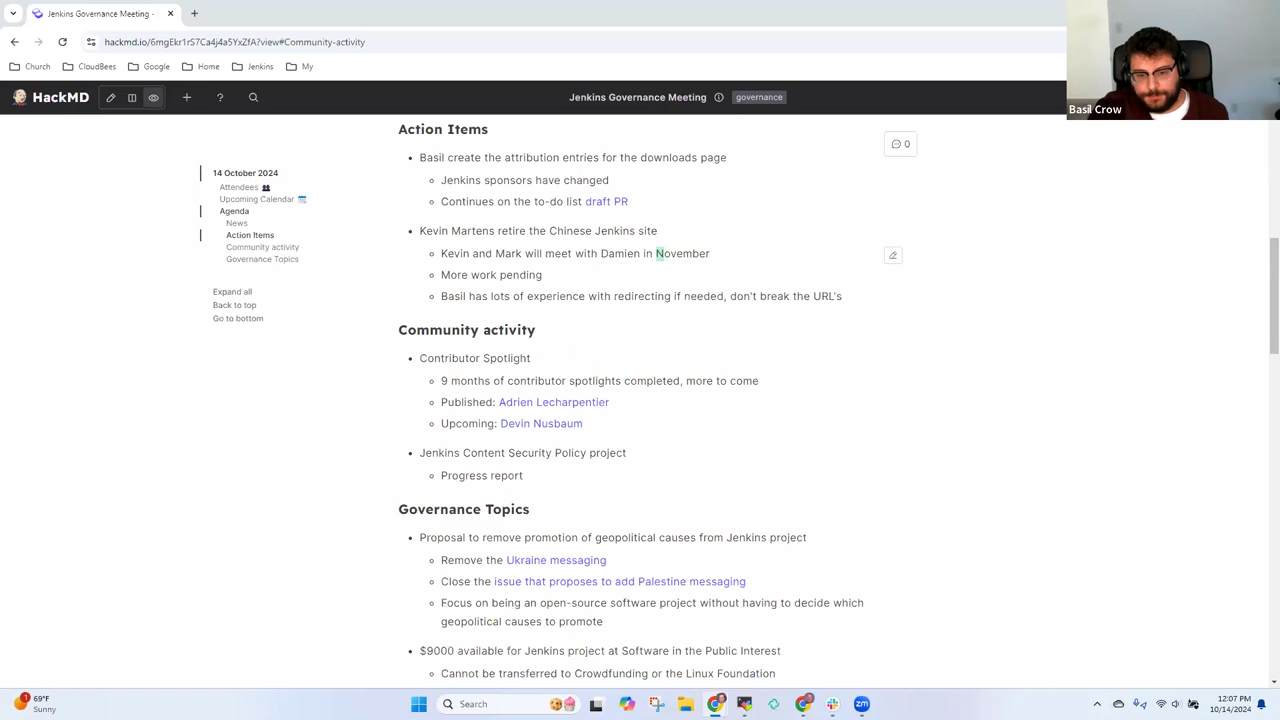 Jenkins Governance Meeting -
hackmd.io/6mgEkr1rS7Ca4j4a5YxZfA?view#Community-activity
Church
CloudBees
Google
Home
Jenkins
My
HackMD
Jenkins Governance Meeting
governance
Basil Crow
14 October 2024
Attendees
Upcoming Calendar
Agenda
News
Action Items
Community activity
Governance Topics
Expand all
Back to top
Go to bottom
Action Items
0
Basil create the attribution entries for the downloads page
Jenkins sponsors have changed
Continues on the to-do list draft PR
Kevin Martens retire the Chinese Jenkins site
Kevin and Mark will meet with Damien in November
More work pending
Basil has lots of experience with redirecting if needed, don't break the URL's
Community activity
Contributor Spotlight
9 months of contributor spotlights completed, more to come
Published: Adrien Lecharpentier
Upcoming: Devin Nusbaum
Jenkins Content Security Policy project
Progress report
Governance Topics
Proposal to remove promotion of geopolitical causes from Jenkins project
Remove the Ukraine messaging
Close the issue that proposes to add Palestine messaging
Focus on being an open-source software project without having to decide which
geopolitical causes to promote
$9000 available for Jenkins project at Software in the Public Interest
Cannot be transferred to Crowdfunding or the Linux Foundation
1
69°F
Sunny
Search
zm
12:07 PM
10/14/2024